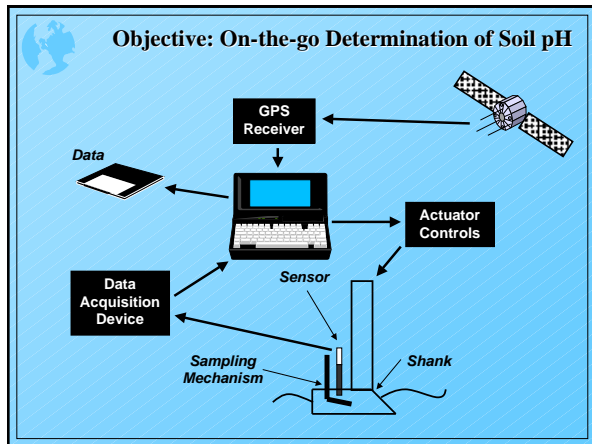 Objective: On-the-go Determination of Soil pH
GPS
Receiver
Data
Actuator
Controls
Sensor
Data
Acquisition
Device
Sampling
Mechanism
Shank